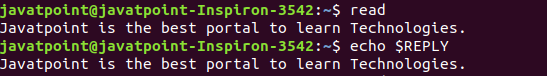 javatpoint@javatpoint-Inspiron-3542:~$ read
Javatpoint is the best portal to learn Technologies.
javatpoint@javatpoint-Inspiron-3542:~$ echo $REPLY
Javatpoint is the best portal to learn Technologies.